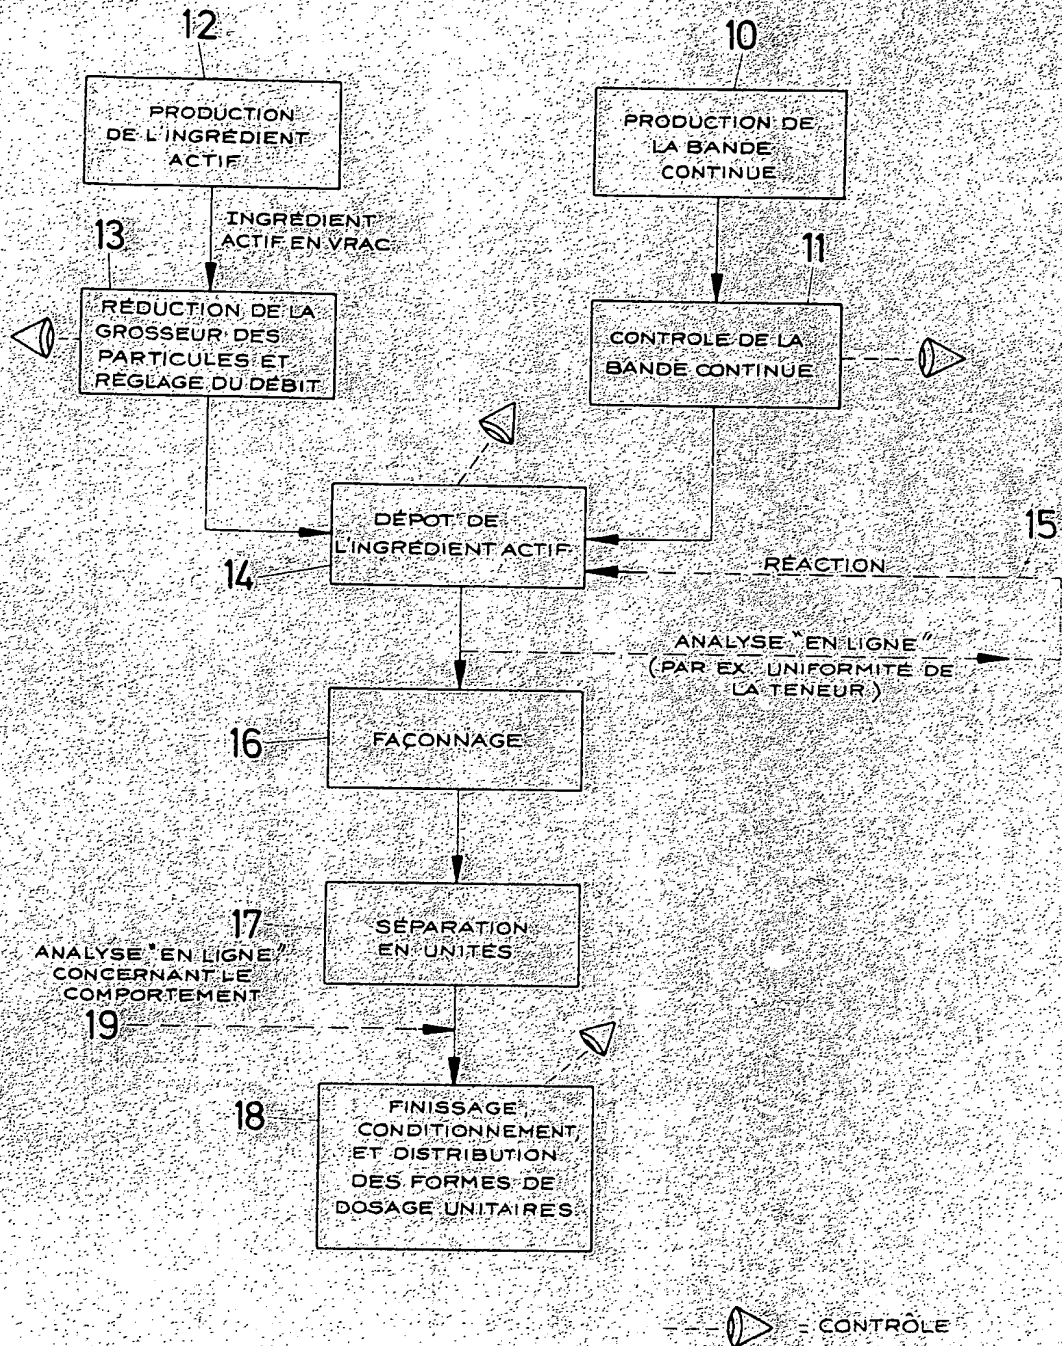 12
PRODUCTION
DE L'INGRÉDIENT
ACTIF
10
PRODUCTION DE
LA BANDE
CONTINUE
INGRÉDIENT
ACTIF EN VRAC
13
RÉDUCTION DE LA
GROSSEUR DES
PARTICULES ET
RÉGLAGE DU DÉBIT
11
CONTROLE DE LA
BANDE CONTINUE
DÉPOT DE
L'INGRÉDIENT ACTIF
14
15
RÉACTION
ANALYSE "EN LIGNE"
(PAR EX. UNIFORMITÉ DE
LA TENEUR)
16
FAÇONNAGE
17
SÉPARATION
EN UNITÉS
ANALYSE "EN LIGNE"
CONCERNANT LE
COMPORTEMENT
19
18
FINISSAGE,
CONDITIONNEMENT,
ET DISTRIBUTION
DES FORMES DE
DOSAGE UNITAIRES
= CONTRÔLE